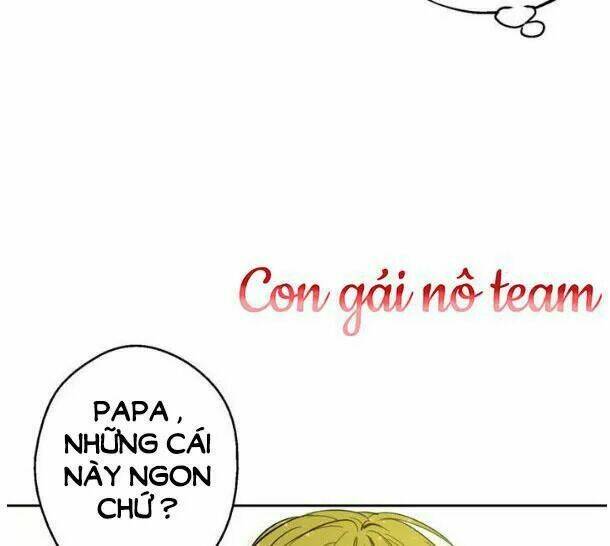 Con gái nô team
PAPA ,
NHỮNG CÁI
NÀY NGON
CHỨ ?